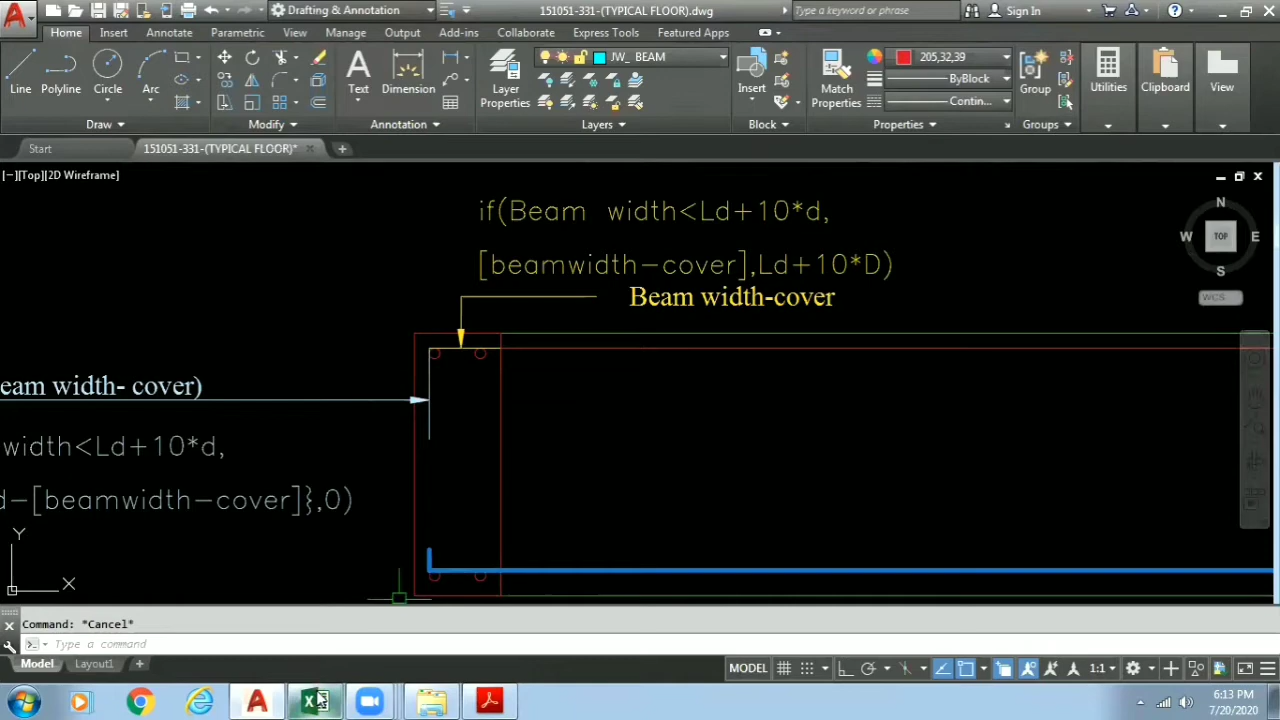 Drafting & Annotation
151051-331-(TYPICAL FLOOR).dwg
Type a keyword or phrase
Sign In
Home Insert Annotate Parametric View Manage Output Add-ins Collaborate Express Tools Featured Apps
JW_ BEAM
205,32,39
ByBlock
Contin...
Line Polyline Circle Arc
Text Dimension
Layer Properties
Insert
Match Properties
Group
Utilities
Clipboard
View
Draw Modify Annotation Layers Block Properties Groups
Start 151051-331-(TYPICAL FLOOR)*
[−][Top][2D Wireframe]
N
W TOP E
S
WCS
if(Beam width<Ld+10*d,
[beamwidth-cover],Ld+10*D)
Beam width-cover
eam width- cover)
width<Ld+10*d,
d-[beamwidth-cover]},0)
Y
X
Command: *Cancel*
Type a command
Model Layout1
MODEL
1:1
6:13 PM
7/20/2020